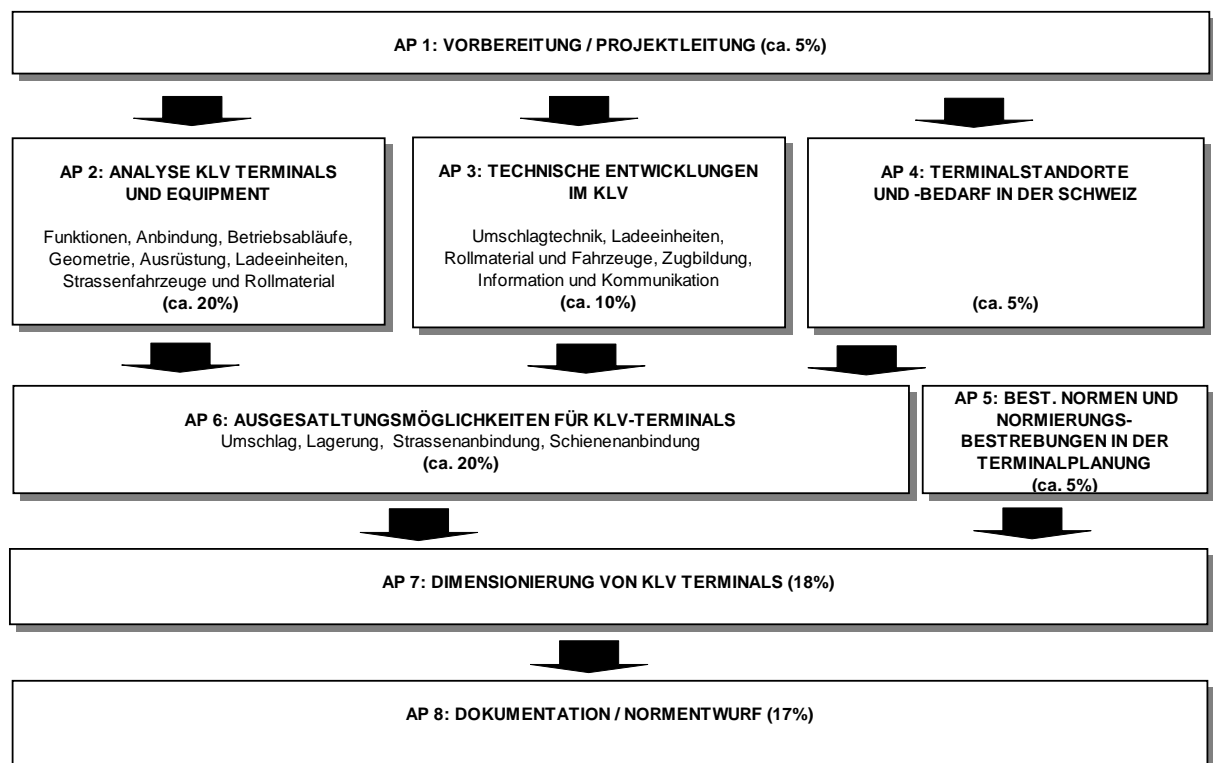 AP 1: VORBEREITUNG / PROJEKTLEITUNG (ca. 5%)
AP 2: ANALYSE KLV TERMINALS
UND EQUIPMENT
Funktionen, Anbindung, Betriebsabläufe,
Geometrie, Ausrüstung, Ladeeinheiten,
Strassenfahrzeuge und Rollmaterial
(ca. 20%)
AP 3: TECHNISCHE ENTWICKLUNGEN
IM KLV
Umschlagtechnik, Ladeeinheiten,
Rollmaterial und Fahrzeuge, Zugbildung,
Information und Kommunikation
(ca. 10%)
AP 4: TERMINALSTANDORTE
UND -BEDARF IN DER SCHWEIZ
(ca. 5%)
AP 6: AUSGESATLTUNGSMÖGLICHKEITEN FÜR KLV-TERMINALS
Umschlag, Lagerung, Strassenanbindung, Schienenanbindung
(ca. 20%)
AP 5: BEST. NORMEN UND
NORMIERUNGS-
BESTREBUNGEN IN DER
TERMINALPLANUNG
(ca. 5%)
AP 7: DIMENSIONIERUNG VON KLV TERMINALS (18%)
AP 8: DOKUMENTATION / NORMENTWURF (17%)